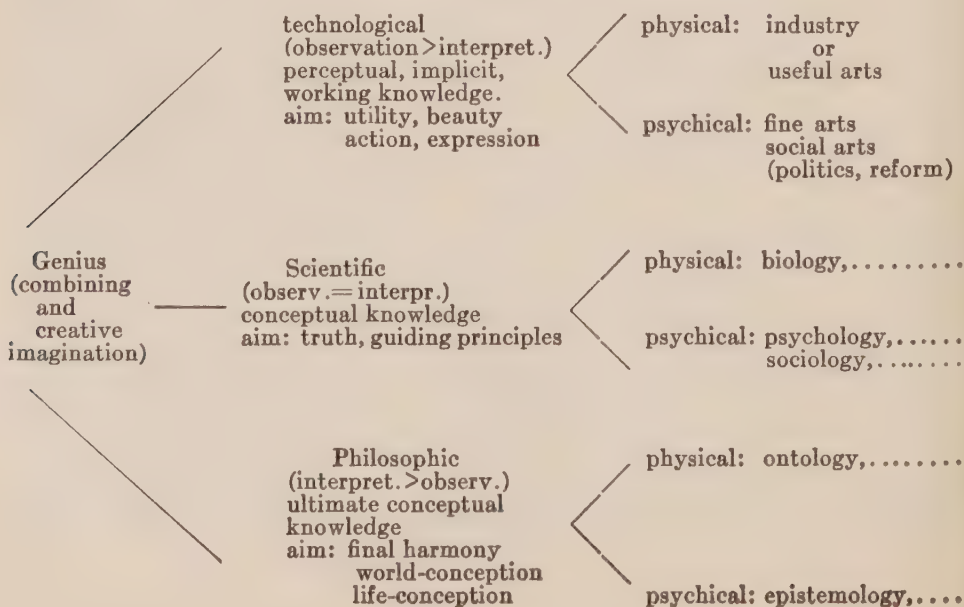 technological
(observation>interpret.)
perceptual, implicit,
working knowledge.
aim: utility, beauty
action, expression
physical: industry
or
useful arts
psychical: fine arts
social arts
(politics, reform)
Genius
(combining
and
creative
imagination)
Scientific
(observ.=interpr.)
conceptual knowledge
aim: truth, guiding principles
physical: biology,.........
psychical: psychology,......
sociology,........
Philosophic
(interpret.>observ.)
ultimate conceptual
knowledge
aim: final harmony
world-conception
life-conception
physical: ontology,........
psychical: epistemology,....